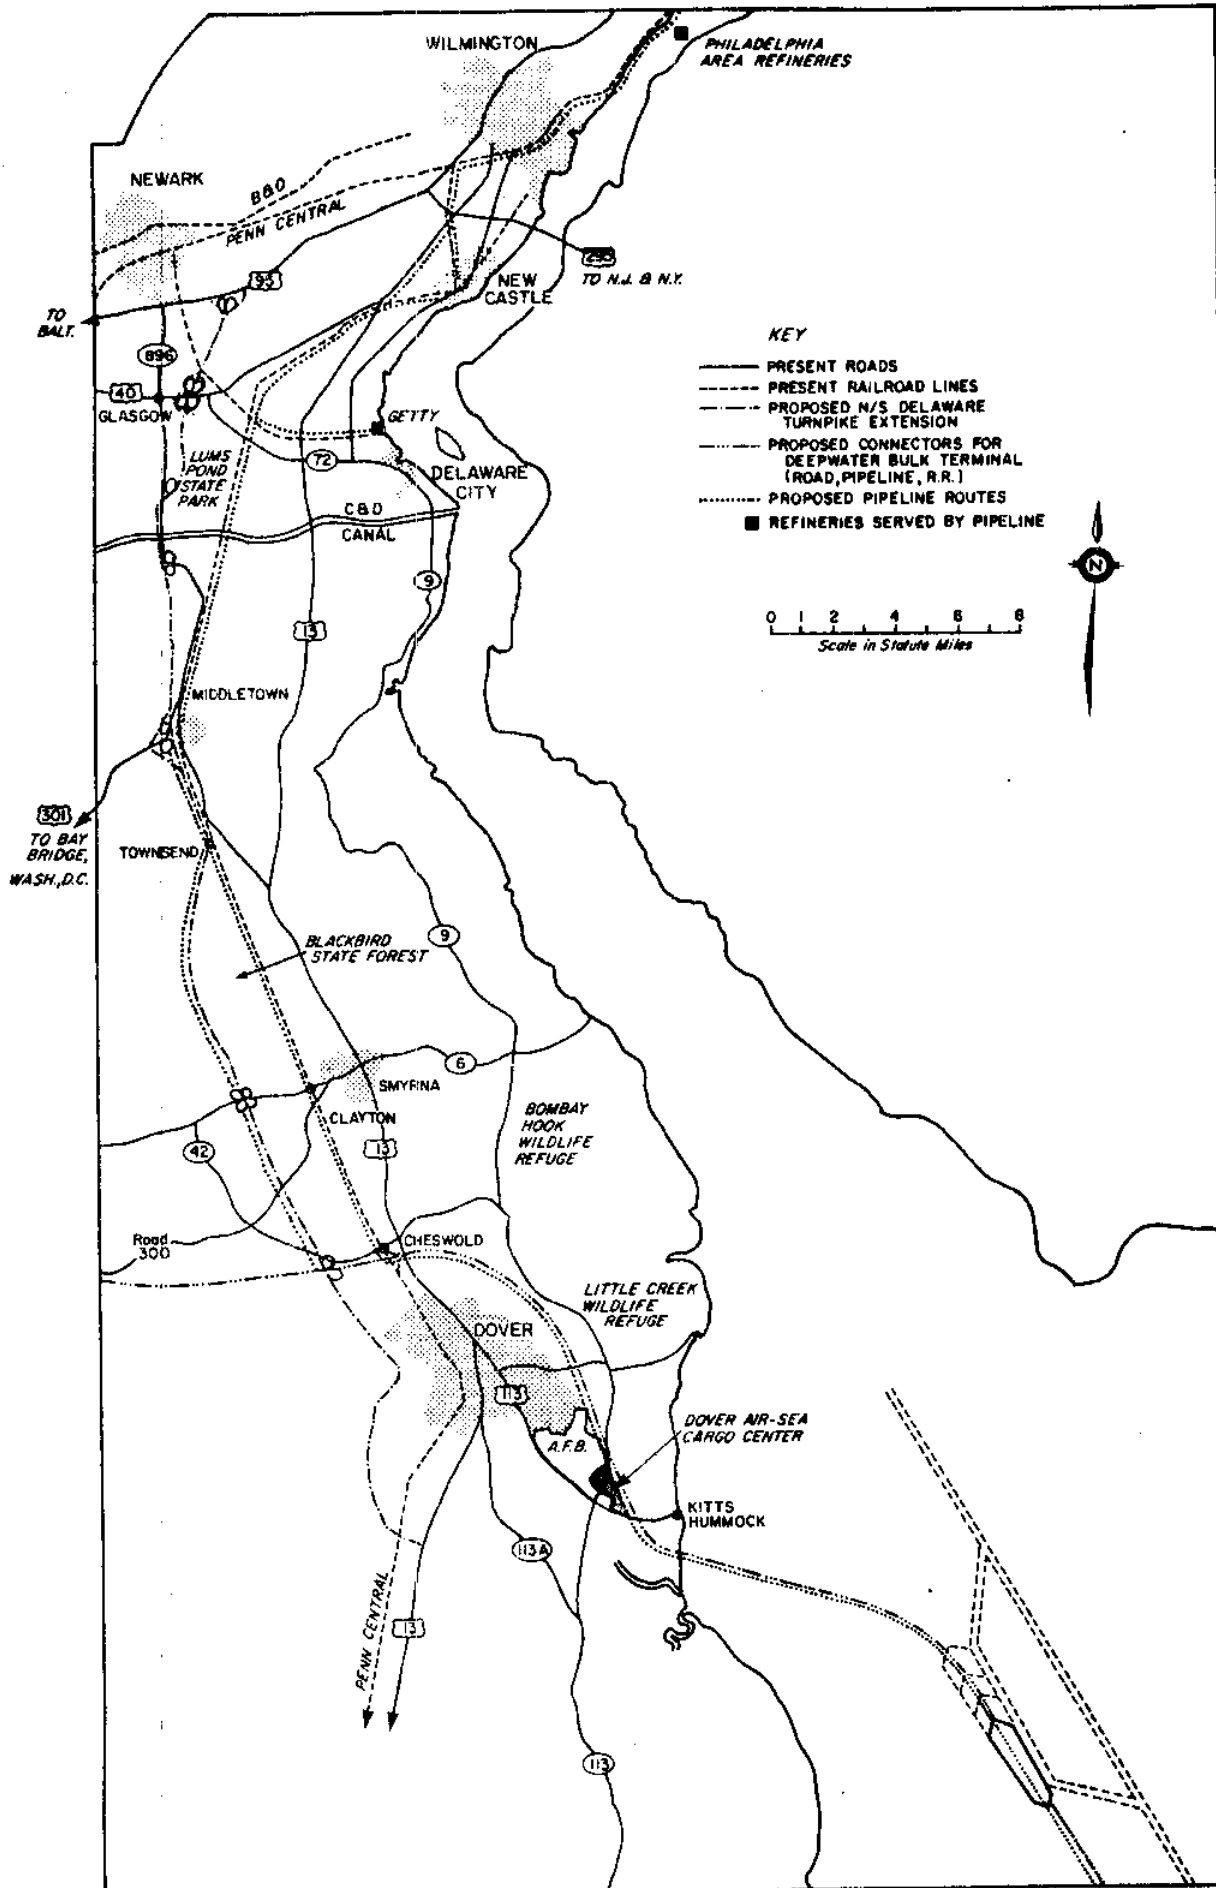 WILMINGTON
PHILADELPHIA
AREA REFINERIES
NEWARK
B&O
PENN CENTRAL
95
295
TO N.J. & N.Y.
NEW
CASTLE
TO
BALT.
896
40
GLASGOW
GETTY
LUMS
POND
STATE
PARK
72
DELAWARE
CITY
C&D
CANAL
9
13
KEY
PRESENT ROADS
PRESENT RAILROAD LINES
PROPOSED N/S DELAWARE
TURNPIKE EXTENSION
PROPOSED CONNECTORS FOR
DEEPWATER BULK TERMINAL
(ROAD, PIPELINE, R.R.)
PROPOSED PIPELINE ROUTES
REFINERIES SERVED BY PIPELINE
N
0 1 2 4 6 8
Scale in Statute Miles
MIDDLETOWN
301
TO BAY
BRIDGE,
WASH., D.C.
TOWNSEND
BLACKBIRD
STATE FOREST
9
6
SMYRNA
CLAYTON
BOMBAY
HOOK
WILDLIFE
REFUGE
42
13
Road
300
CHESWOLD
LITTLE CREEK
WILDLIFE
REFUGE
DOVER
113
A.F.B.
DOVER AIR-SEA
CARGO CENTER
KITTS
HUMMOCK
113A
PENN CENTRAL
13
113